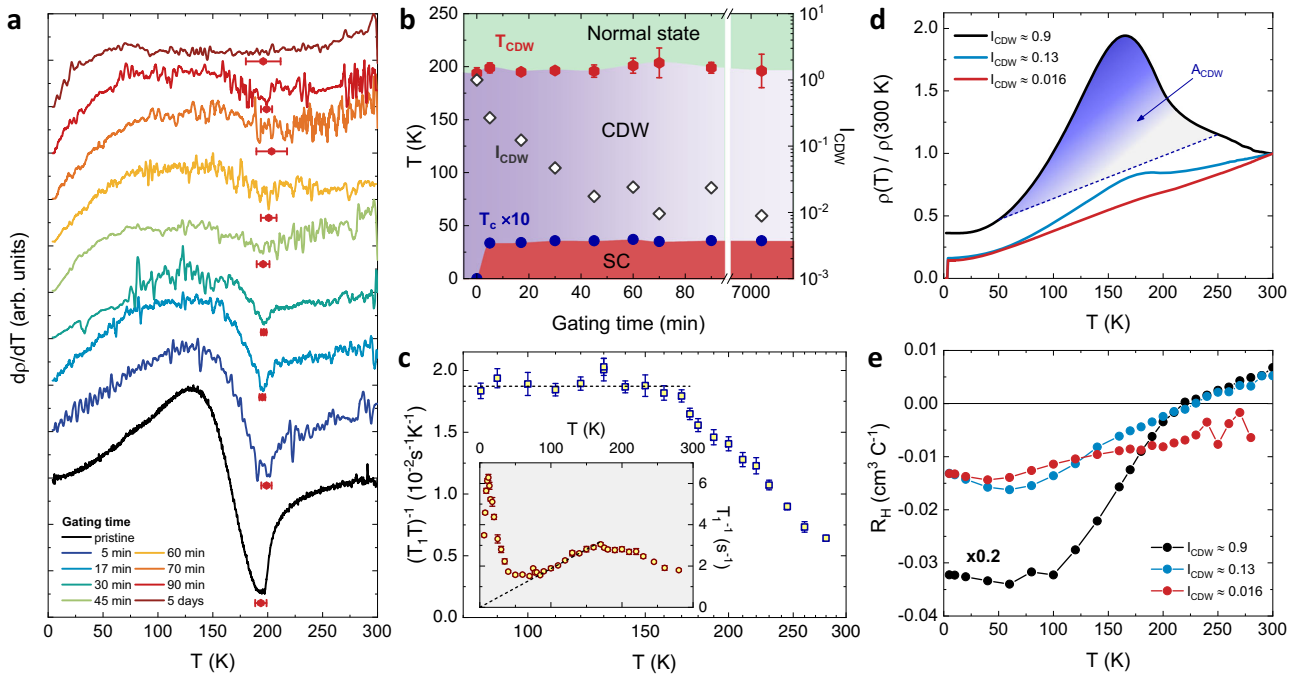 a
dρ/dT (arb. units)
Gating time
pristine
5 min
17 min
30 min
45 min
60 min
70 min
90 min
5 days
0 50 100 150 200 250 300
T (K)
b
T (K)
300
250
200
150
100
50
0
T_CDW
Normal state
CDW
I_CDW
T_c ×10
SC
10^1
10^0
10^-1
10^-2
10^-3
I_CDW
0 20 40 60 80 7000
Gating time (min)
c
(T_1T)^-1 (10^-2s^-1K^-1)
2.0
1.5
1.0
0.5
0.0
T (K)
0 100 200 300
6
4
2
0
T_1^-1 (s^-1)
100 150 200 250 300
T (K)
d
ρ(T) / ρ(300 K)
2.0
1.5
1.0
0.5
0
I_CDW ≈ 0.9
I_CDW ≈ 0.13
I_CDW ≈ 0.016
A_CDW
0 50 100 150 200 250 300
T (K)
e
R_H (cm^3 C^-1)
0.01
0.00
-0.01
-0.02
-0.03
-0.04
x0.2
I_CDW ≈ 0.9
I_CDW ≈ 0.13
I_CDW ≈ 0.016
0 50 100 150 200 250 300
T (K)